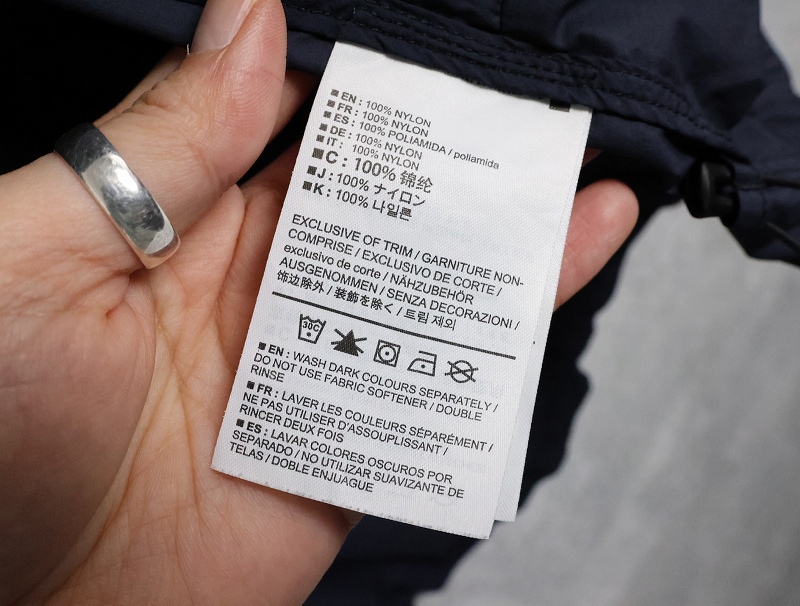 EN : 100% NYLON
FR : 100% NYLON
ES : 100% POLIAMIDA / poliamida
DE : 100% NYLON
IT : 100% NYLON
C : 100% 锦纶
J : 100% ナイロン
K : 100% 나일론
EXCLUSIVE OF TRIM / GARNITURE NON-
COMPRISE / EXCLUSIVO DE CORTE /
exclusivo de corte / NÄHZUBEHÖR
AUSGENOMMEN / SENZA DECORAZIONI /
饰边除外 / 装飾を除く / 트림 제외
30C
EN : WASH DARK COLOURS SEPARATELY /
DO NOT USE FABRIC SOFTENER / DOUBLE
RINSE
FR : LAVER LES COULEURS SÉPARÉMENT /
NE PAS UTILISER D'ASSOUPLISSANT /
RINCER DEUX FOIS
ES : LAVAR COLORES OSCUROS POR
SEPARADO / NO UTILIZAR SUAVIZANTE DE
TELAS / DOBLE ENJUAGUE